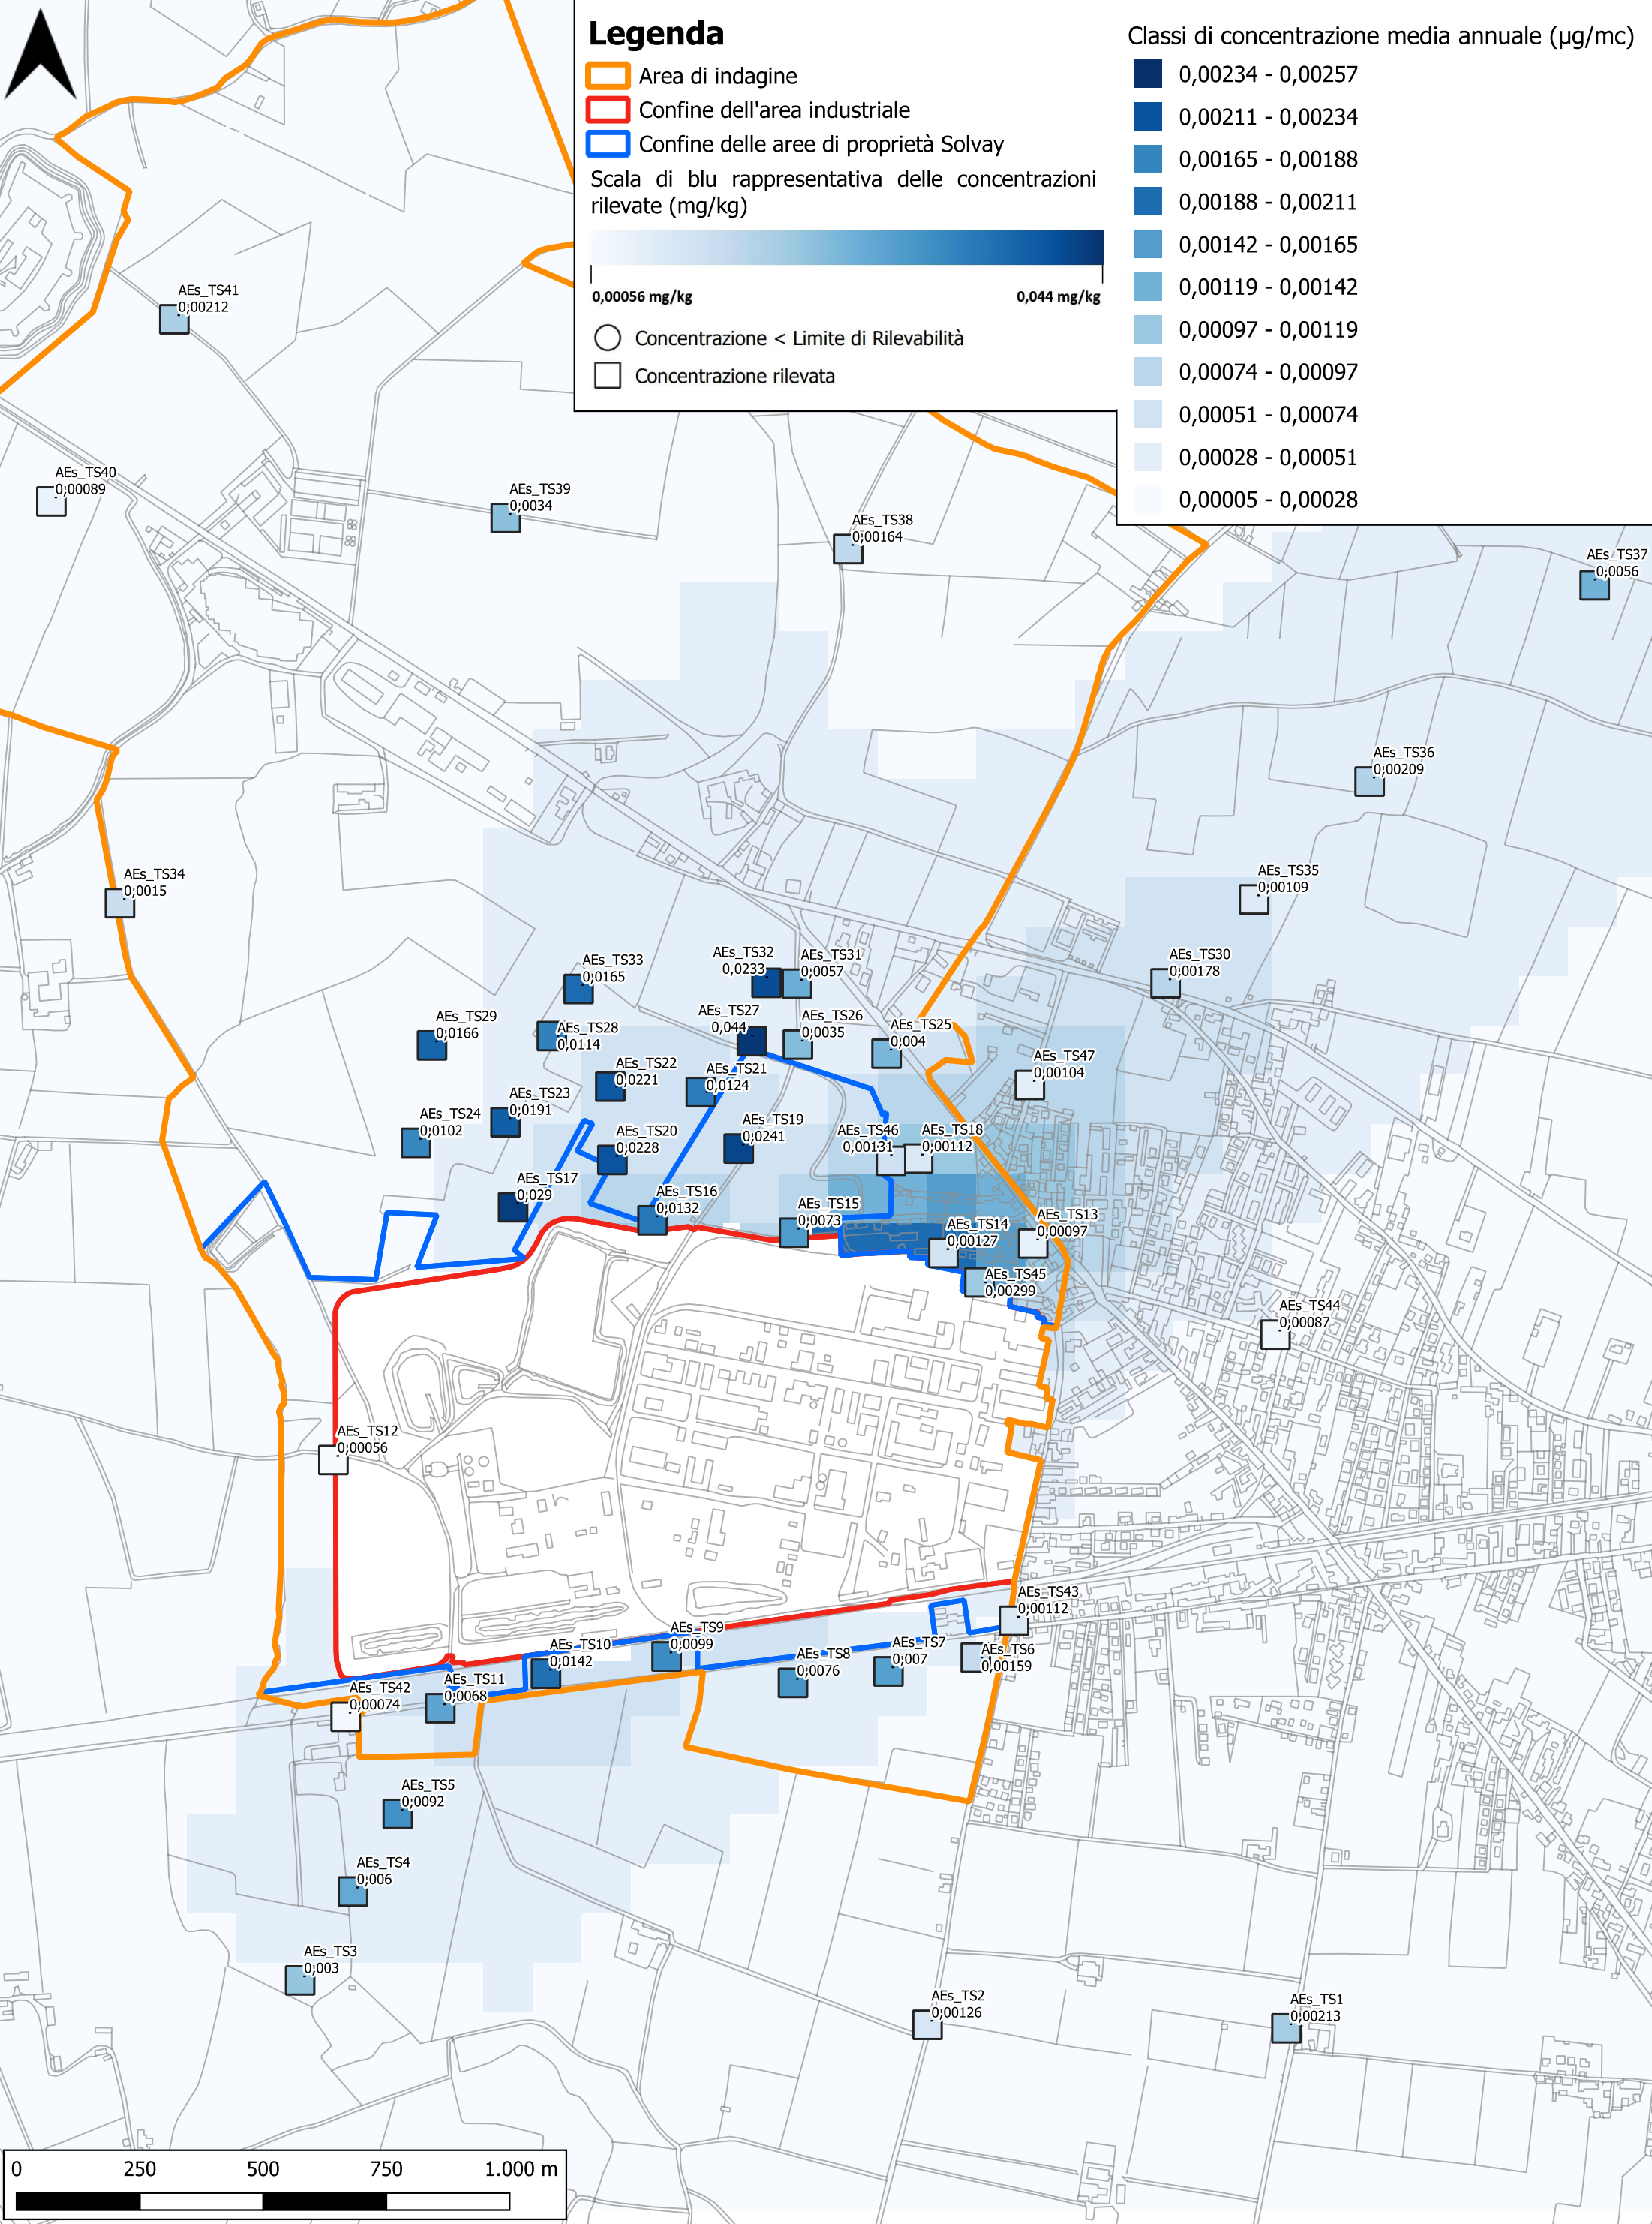 Legenda
Area di indagine
Confine dell'area industriale
Confine delle aree di proprietà Solvay
Scala di blu rappresentativa delle concentrazioni
rilevate (mg/kg)
0,00056 mg/kg
0,044 mg/kg
Concentrazione < Limite di Rilevabilità
Concentrazione rilevata
Classi di concentrazione media annuale (µg/mc)
0,00234 - 0,00257
0,00211 - 0,00234
0,00165 - 0,00188
0,00188 - 0,00211
0,00142 - 0,00165
0,00119 - 0,00142
0,00097 - 0,00119
0,00074 - 0,00097
0,00051 - 0,00074
0,00028 - 0,00051
0,00005 - 0,00028
AEs_TS41
0,00212
AEs_TS40
0,00089
AEs_TS39
0,0034
AEs_TS38
0,00164
AEs_TS37
0,0056
AEs_TS36
0,00209
AEs_TS34
0,0015
AEs_TS35
0,00109
AEs_TS33
0,0165
AEs_TS32
0,0233
AEs_TS31
0,0057
AEs_TS30
0,00178
AEs_TS29
0,0166
AEs_TS28
0,0114
AEs_TS27
0,044
AEs_TS26
0,0035
AEs_TS25
0,004
AEs_TS47
0,00104
AEs_TS22
0,0221
AEs_TS21
0,0124
AEs_TS24
0,0102
AEs_TS23
0,0191
AEs_TS20
0,0228
AEs_TS19
0,0241
AEs_TS46
0,00131
AEs_TS18
0,00112
AEs_TS17
0,029
AEs_TS16
0,0132
AEs_TS15
0,0073
AEs_TS14
0,00127
AEs_TS13
0,00097
AEs_TS45
0,00299
AEs_TS44
0,00087
AEs_TS12
0,00056
AEs_TS43
0,00112
AEs_TS10
0,0142
AEs_TS9
0,0099
AEs_TS8
0,0076
AEs_TS7
0,007
AEs_TS6
0,00159
AEs_TS42
0,00074
AEs_TS11
0,0068
AEs_TS5
0,0092
AEs_TS4
0,006
AEs_TS3
0,003
AEs_TS2
0,00126
AEs_TS1
0,00213
0 250 500 750 1.000 m